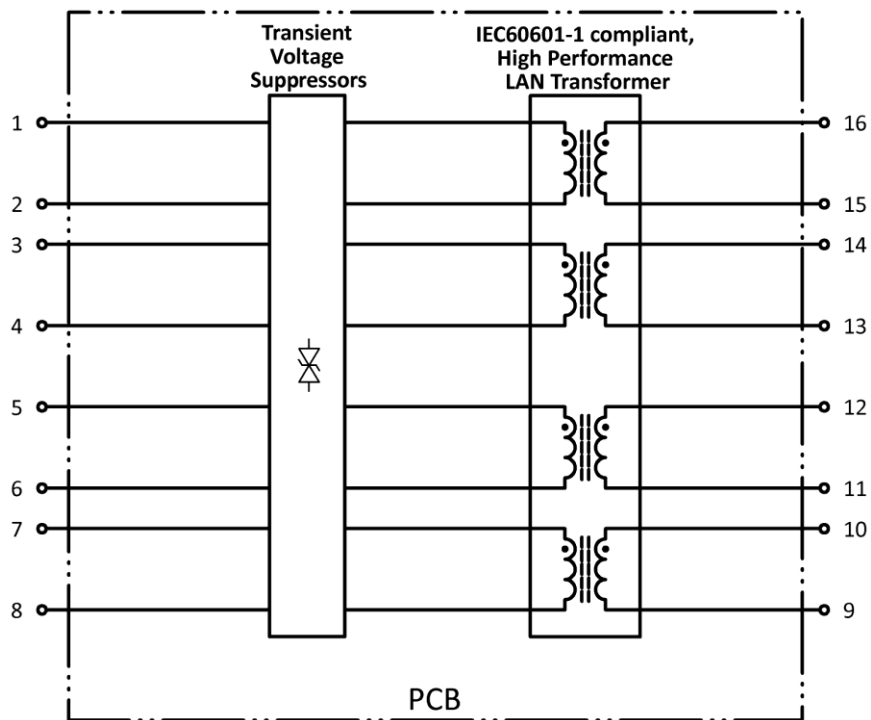 Transient
Voltage
Suppressors
IEC60601-1 compliant,
High Performance
LAN Transformer
1
16
2
15
3
14
4
13
5
12
6
11
7
10
8
9
PCB